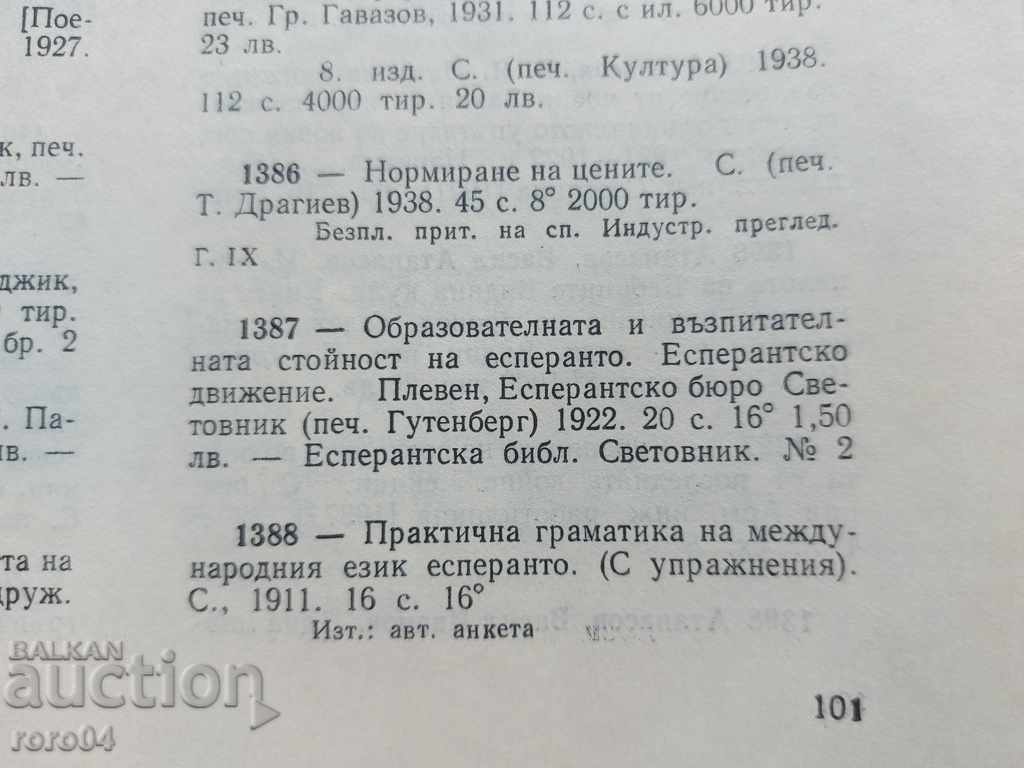 [Пое-
1927.
к, печ.
лв. —
джик,
тир.
бр. 2
. Па-
лв. —
та на
друж.
печ. Гр. Гавазов, 1931. 112 с. с ил. 6000 тир.
23 лв.
8. изд. С. (печ. Култура) 1938.
112 с. 4000 тир. 20 лв.
1386 — Нормиране на цените. С. (печ.
Т. Драгиев) 1938. 45 с. 8° 2000 тир.
Безпл. прит. на сп. Индустр. преглед.
Г. IX
1387 — Образователната и възпитател-
ната стойност на есперанто. Есперантско
движение. Плевен, Есперантско бюро Све-
товник (печ. Гутенберг) 1922. 20 с. 16° 1,50
лв. — Есперантска библ. Световник. № 2
1388 — Практична граматика на между-
народния език есперанто. (С упражнения).
С., 1911. 16 с. 16°
Изт.: авт. анкета
101
BALKAN
auction
roro04